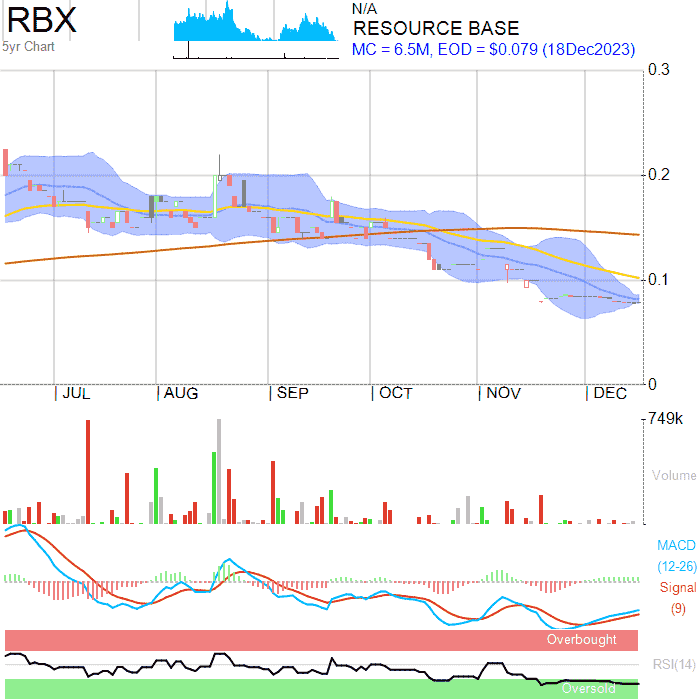 RBX
5yr Chart
N/A
RESOURCE BASE
MC = 6.5M, EOD = $0.079 (18Dec2023)
0.3
0.2
0.1
0
JUL AUG SEP OCT NOV DEC
749k
Volume
MACD
(12-26)
Signal
(9)
Overbought
RSI(14)
Oversold